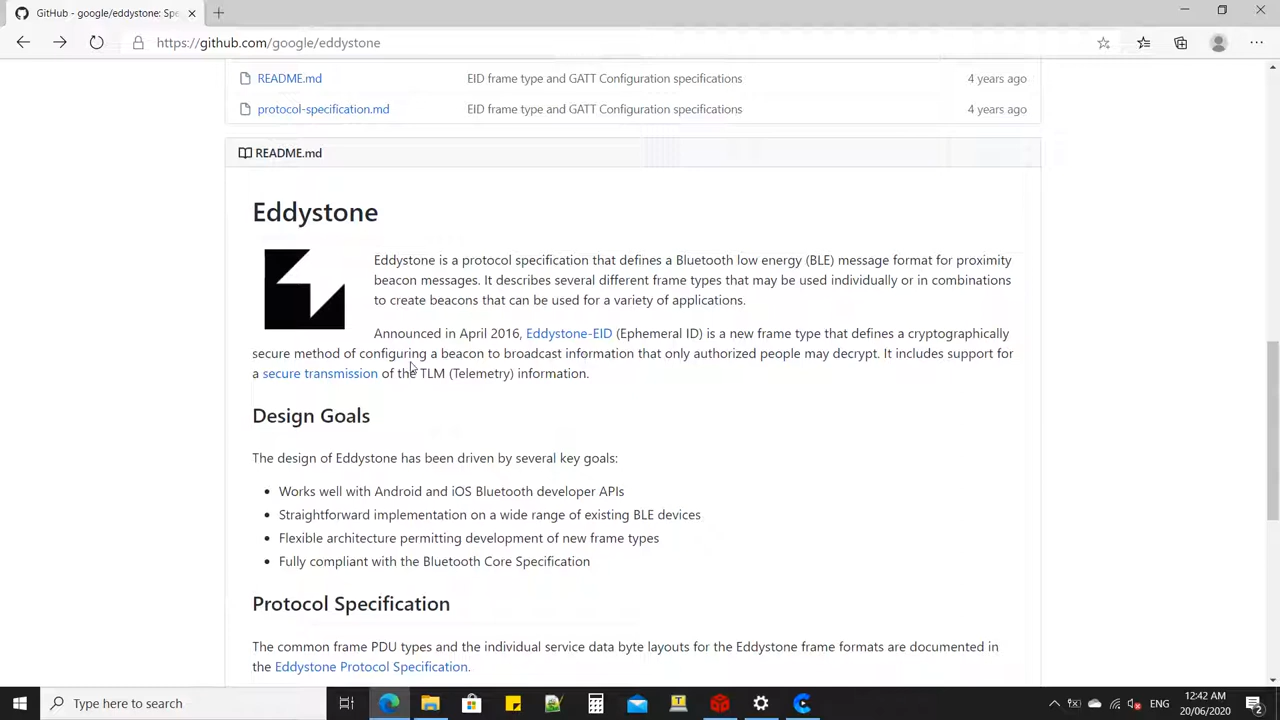 GitHub - google/eddystone: Spe
https://github.com/google/eddystone
README.md EID frame type and GATT Configuration specifications 4 years ago
protocol-specification.md EID frame type and GATT Configuration specifications 4 years ago
README.md
Eddystone
Eddystone is a protocol specification that defines a Bluetooth low energy (BLE) message format for proximity
beacon messages. It describes several different frame types that may be used individually or in combinations
to create beacons that can be used for a variety of applications.
Announced in April 2016, Eddystone-EID (Ephemeral ID) is a new frame type that defines a cryptographically
secure method of configuring a beacon to broadcast information that only authorized people may decrypt. It includes support for
a secure transmission of the TLM (Telemetry) information.
Design Goals
The design of Eddystone has been driven by several key goals:
• Works well with Android and iOS Bluetooth developer APIs
• Straightforward implementation on a wide range of existing BLE devices
• Flexible architecture permitting development of new frame types
• Fully compliant with the Bluetooth Core Specification
Protocol Specification
The common frame PDU types and the individual service data byte layouts for the Eddystone frame formats are documented in
the Eddystone Protocol Specification.
Type here to search
ENG
12:42 AM
20/06/2020
2